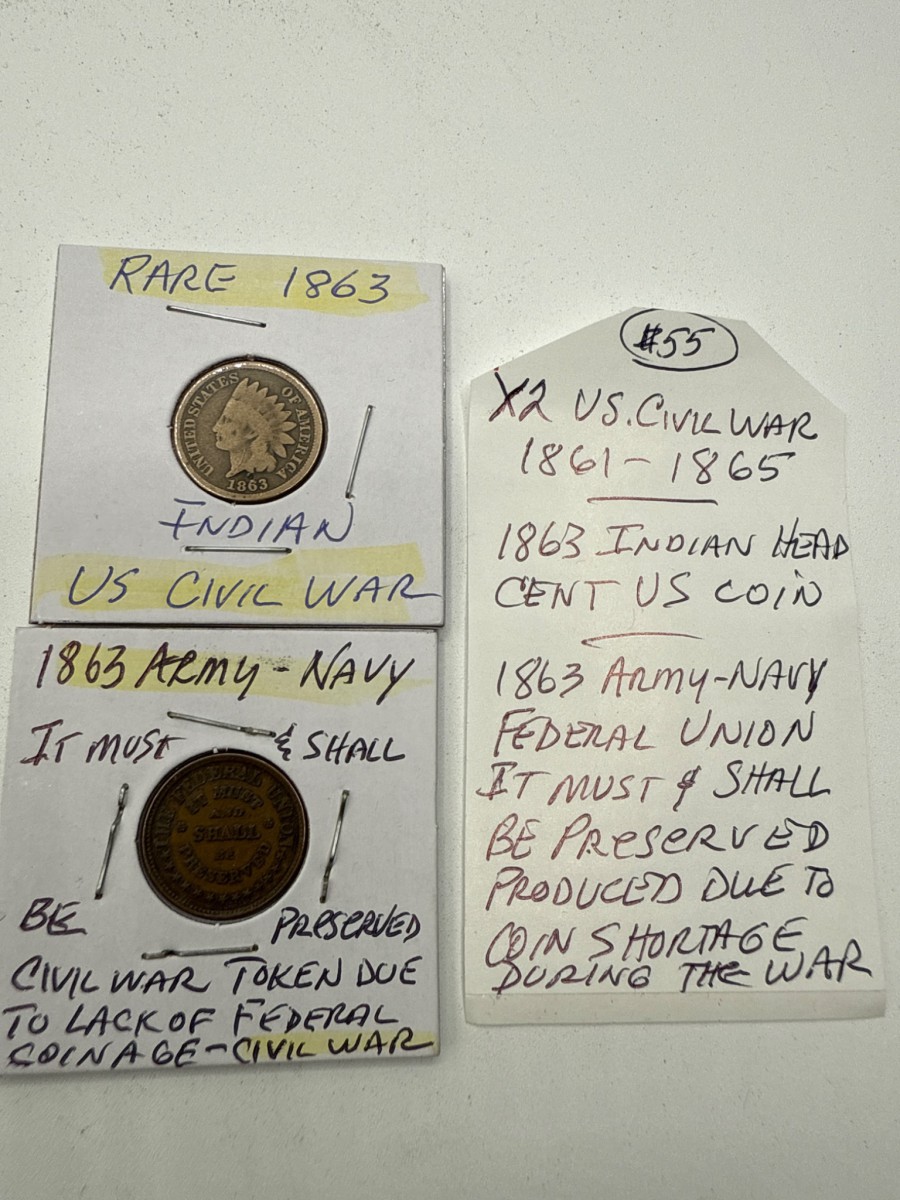 RARE 1863
UNITED STATES OF AMERICA
1863
INDIAN
US CIVIL WAR
1863 ARMY-NAVY
IT MUST & SHALL
THE FEDERAL UNION
IT MUST
AND
SHALL
BE
PRESERVED
BE PRESERVED
CIVIL WAR TOKEN DUE
TO LACK OF FEDERAL
COINAGE-CIVIL WAR
#55
X2 US. CIVIL WAR
1861-1865
1863 INDIAN HEAD
CENT US COIN
1863 ARMY-NAVY
FEDERAL UNION
IT MUST & SHALL
BE PRESERVED
PRODUCED DUE TO
COIN SHORTAGE
DURING THE WAR